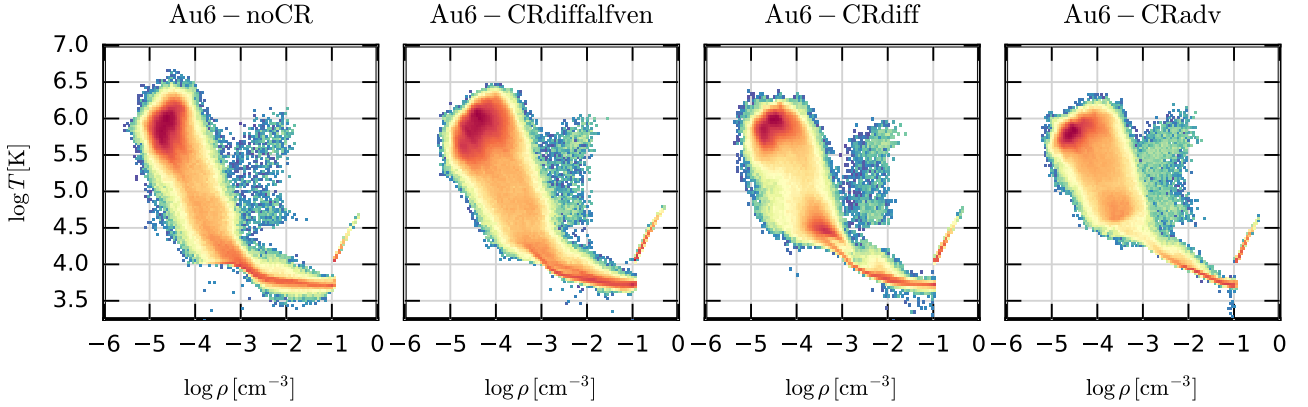 Au6 − noCR
Au6 − CRdiffalfven
Au6 − CRdiff
Au6 − CRadv
7.0
6.5
6.0
5.5
5.0
4.5
4.0
3.5
log T [K]
−6 −5 −4 −3 −2 −1 0
−6 −5 −4 −3 −2 −1 0
−6 −5 −4 −3 −2 −1 0
−6 −5 −4 −3 −2 −1 0
log ρ [cm⁻³]
log ρ [cm⁻³]
log ρ [cm⁻³]
log ρ [cm⁻³]